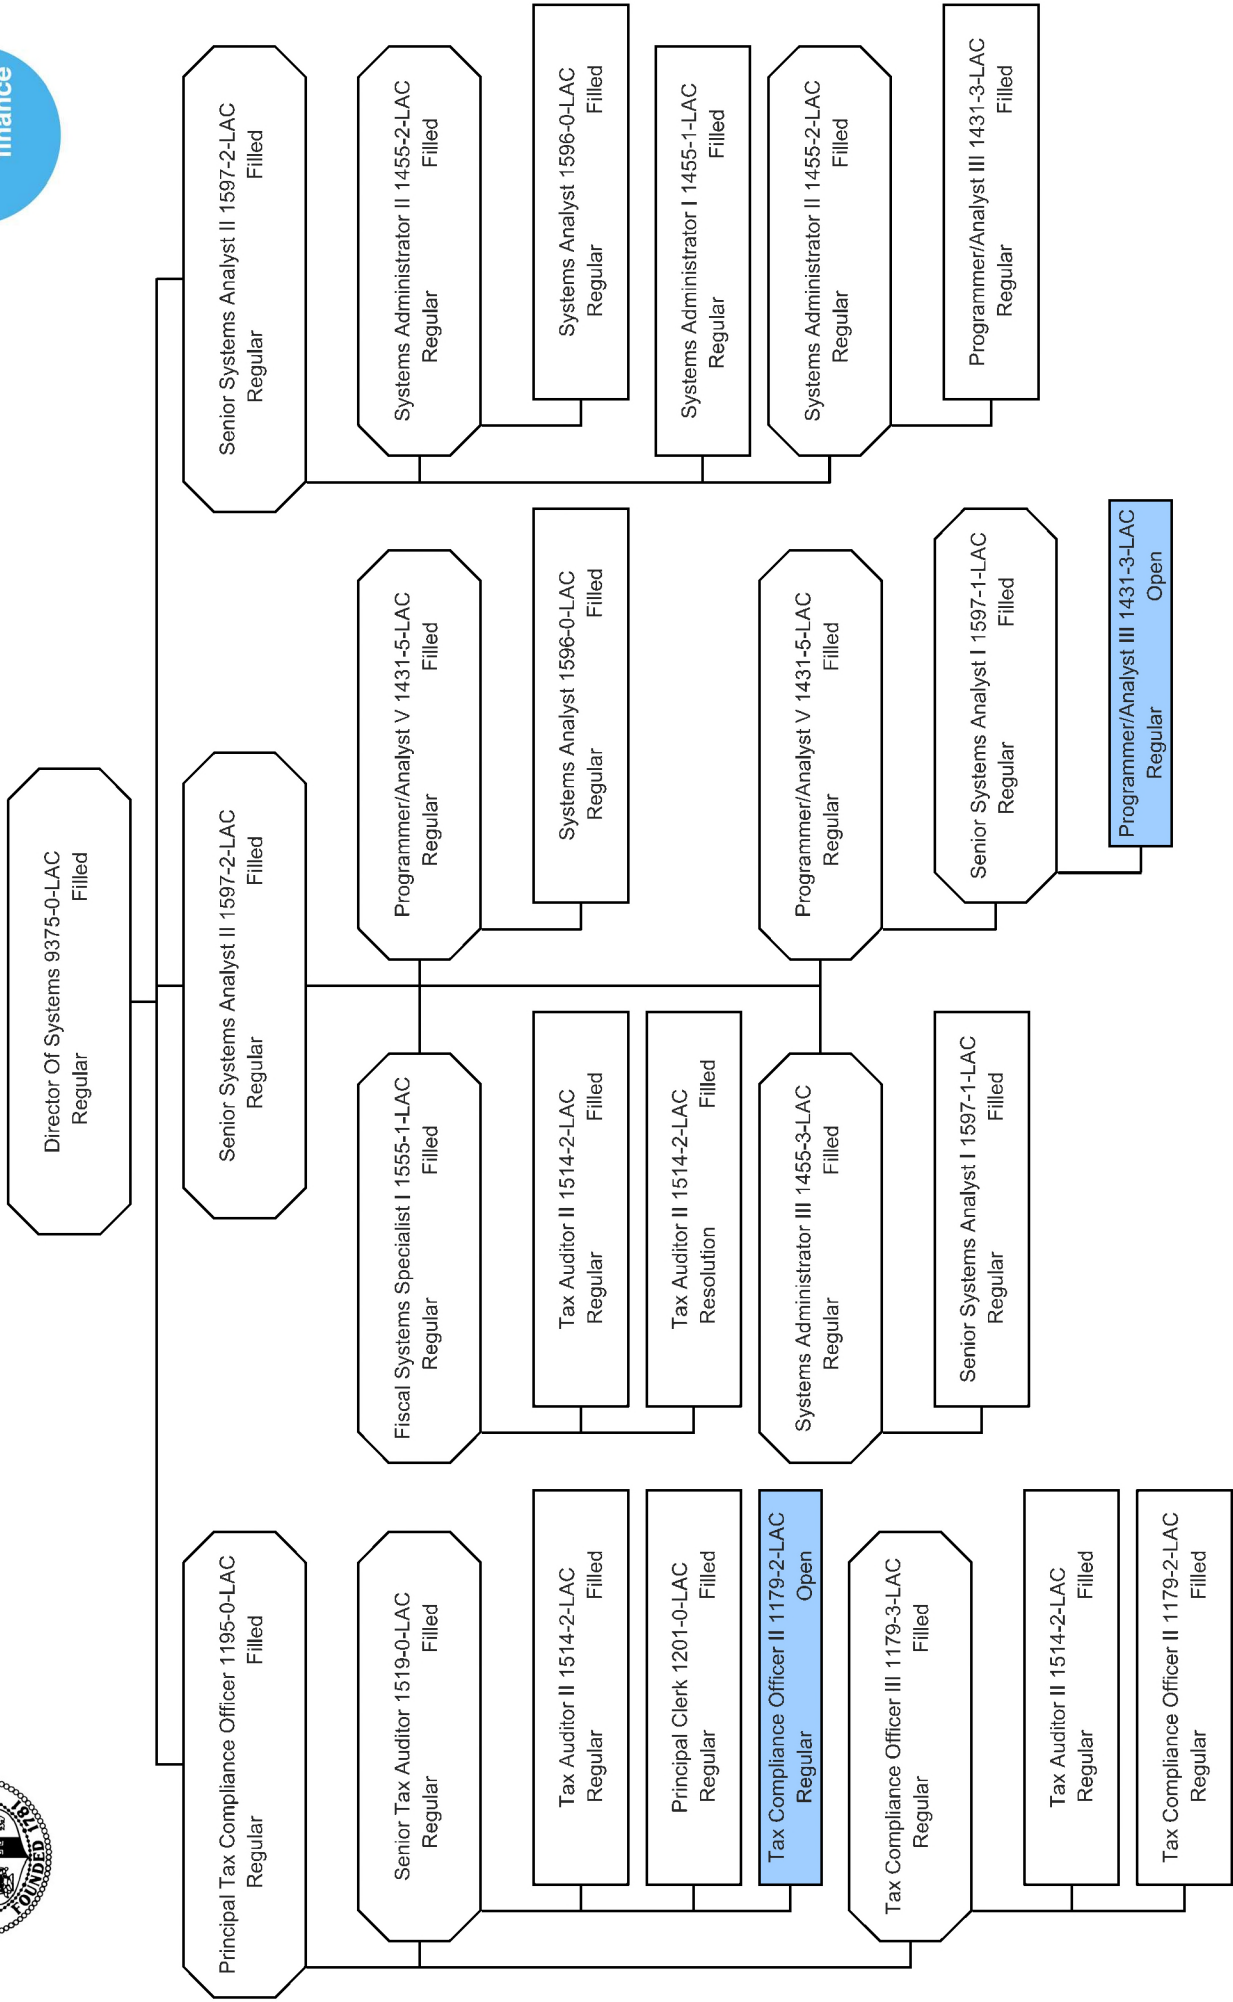 FOUNDED 1781
finance
Director Of Systems 9375-0-LAC
Regular Filled
Principal Tax Compliance Officer 1195-0-LAC
Regular Filled
Senior Tax Auditor 1519-0-LAC
Regular Filled
Tax Auditor II 1514-2-LAC
Regular Filled
Principal Clerk 1201-0-LAC
Regular Filled
Tax Compliance Officer II 1179-2-LAC
Regular Open
Tax Compliance Officer III 1179-3-LAC
Regular Filled
Tax Auditor II 1514-2-LAC
Regular Filled
Tax Compliance Officer II 1179-2-LAC
Regular Filled
Senior Systems Analyst II 1597-2-LAC
Regular Filled
Fiscal Systems Specialist I 1555-1-LAC
Regular Filled
Tax Auditor II 1514-2-LAC
Regular Filled
Tax Auditor II 1514-2-LAC
Resolution Filled
Systems Administrator III 1455-3-LAC
Regular Filled
Senior Systems Analyst I 1597-1-LAC
Regular Filled
Programmer/Analyst V 1431-5-LAC
Regular Filled
Systems Analyst 1596-0-LAC
Regular Filled
Programmer/Analyst V 1431-5-LAC
Regular Filled
Senior Systems Analyst I 1597-1-LAC
Regular Filled
Programmer/Analyst III 1431-3-LAC
Regular Open
Senior Systems Analyst II 1597-2-LAC
Regular Filled
Systems Administrator II 1455-2-LAC
Regular Filled
Systems Analyst 1596-0-LAC
Regular Filled
Systems Administrator I 1455-1-LAC
Regular Filled
Systems Administrator II 1455-2-LAC
Regular Filled
Programmer/Analyst III 1431-3-LAC
Regular Filled